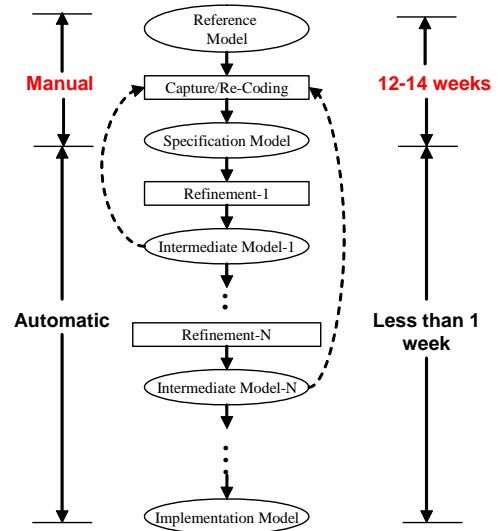 Reference
Model
Manual
12-14 weeks
Capture/Re-Coding
Specification Model
Refinement-1
Intermediate Model-1
Automatic
Less than 1
week
Refinement-N
Intermediate Model-N
Implementation Model